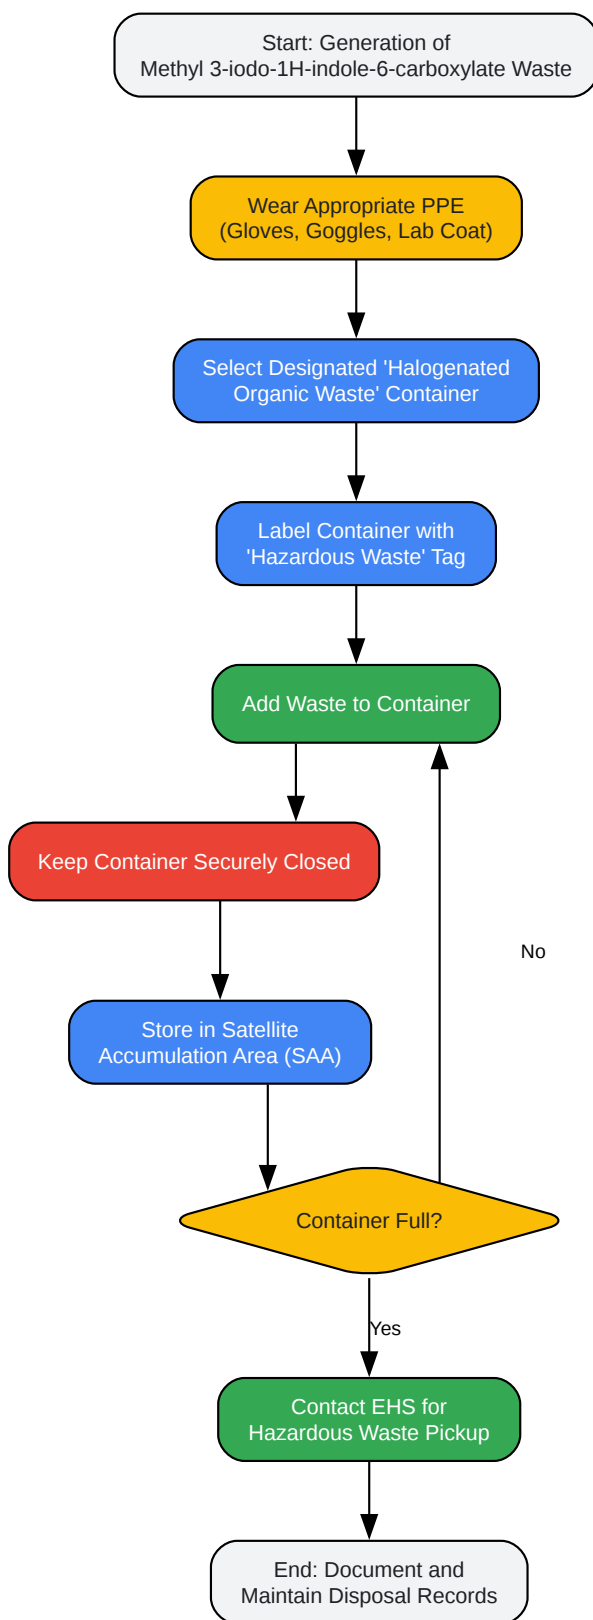 Start: Generation of
Methyl 3-iodo-1H-indole-6-carboxylate Waste
Wear Appropriate PPE
(Gloves, Goggles, Lab Coat)
Select Designated 'Halogenated
Organic Waste' Container
Label Container with
'Hazardous Waste' Tag
Add Waste to Container
Keep Container Securely Closed
No
Store in Satellite
Accumulation Area (SAA)
Container Full?
Yes
Contact EHS for
Hazardous Waste Pickup
End: Document and
Maintain Disposal Records